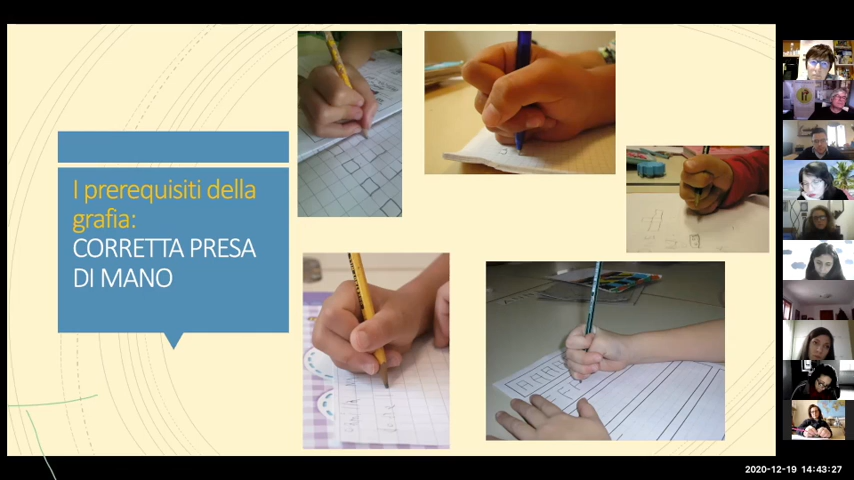 I prerequisiti della
grafia:
CORRETTA PRESA
DI MANO
2020-12-19 14:43:27